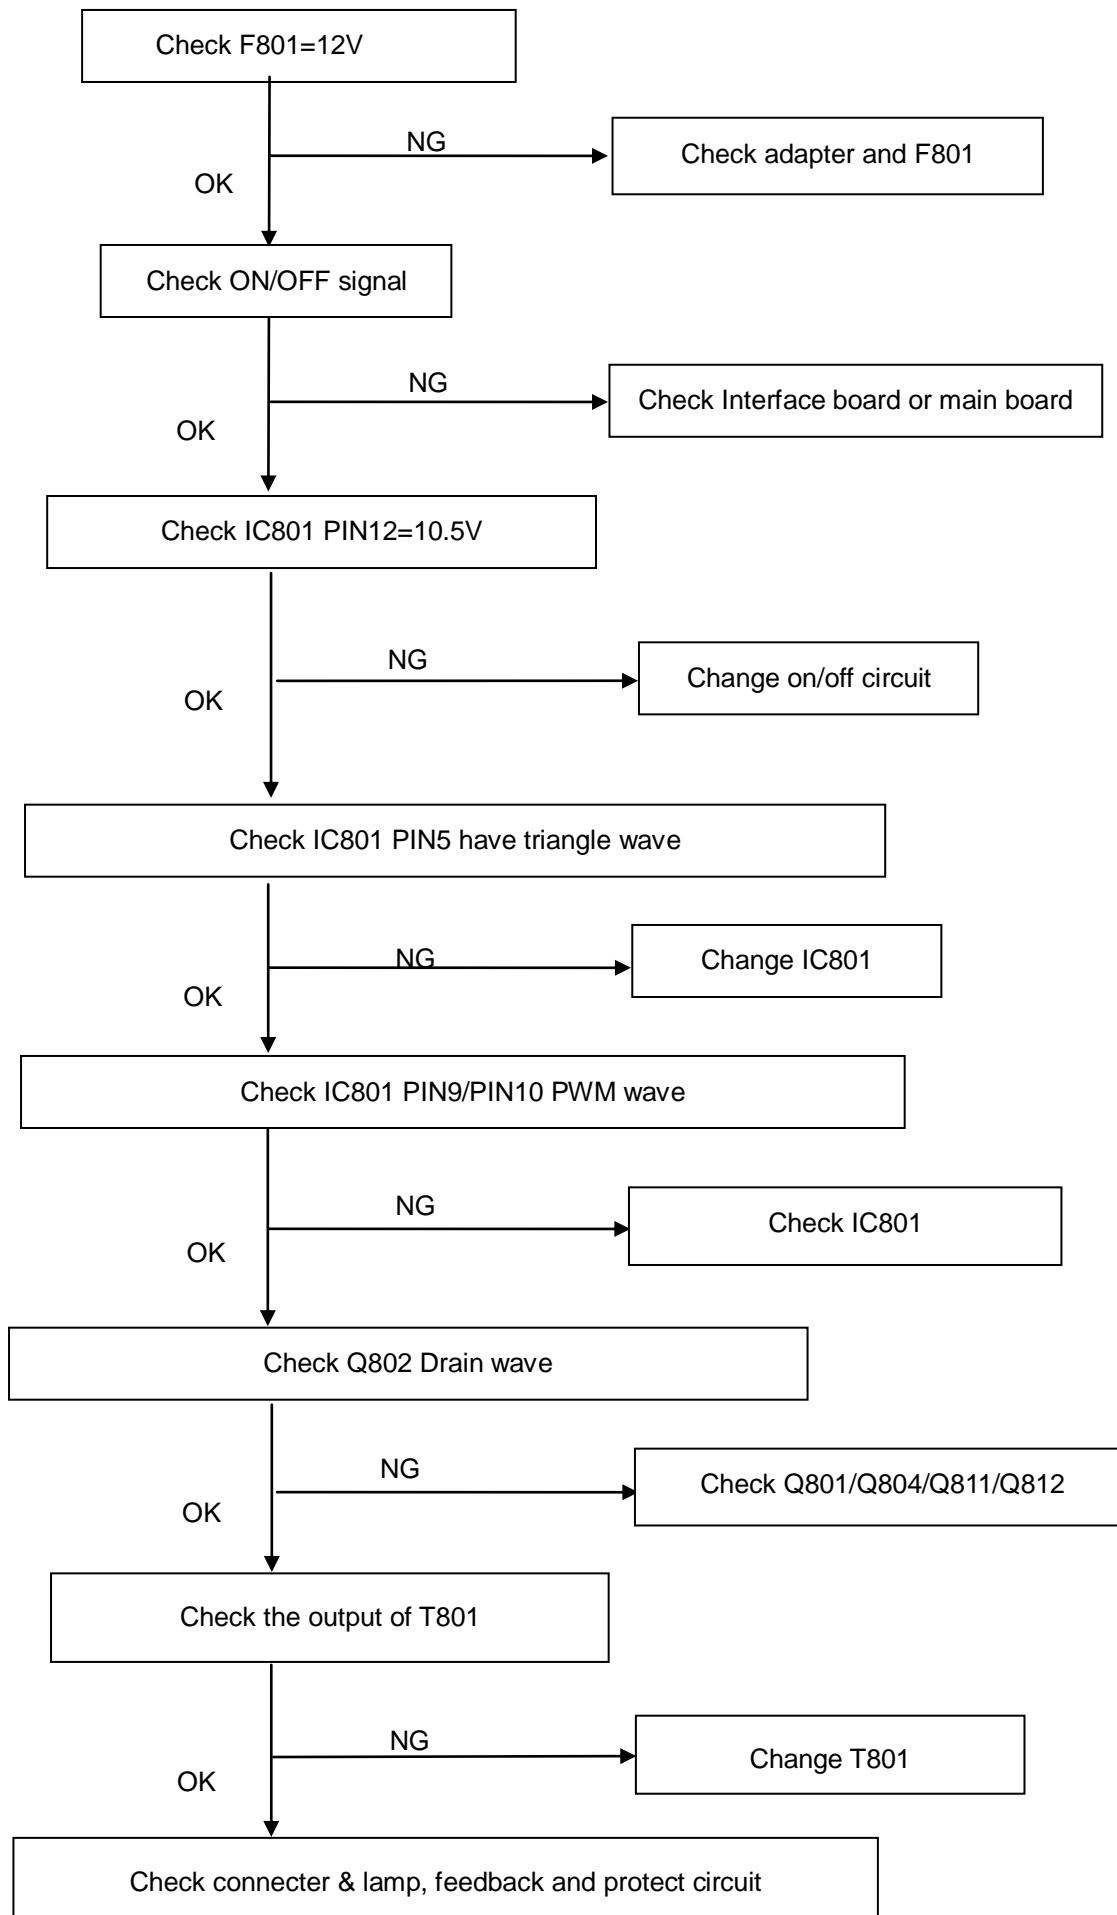 Check F801=12V
NG
Check adapter and F801
OK
Check ON/OFF signal
NG
Check Interface board or main board
OK
Check IC801 PIN12=10.5V
NG
Change on/off circuit
OK
Check IC801 PIN5 have triangle wave
NG
Change IC801
OK
Check IC801 PIN9/PIN10 PWM wave
NG
Check IC801
OK
Check Q802 Drain wave
NG
Check Q801/Q804/Q811/Q812
OK
Check the output of T801
NG
Change T801
OK
Check connecter & lamp, feedback and protect circuit